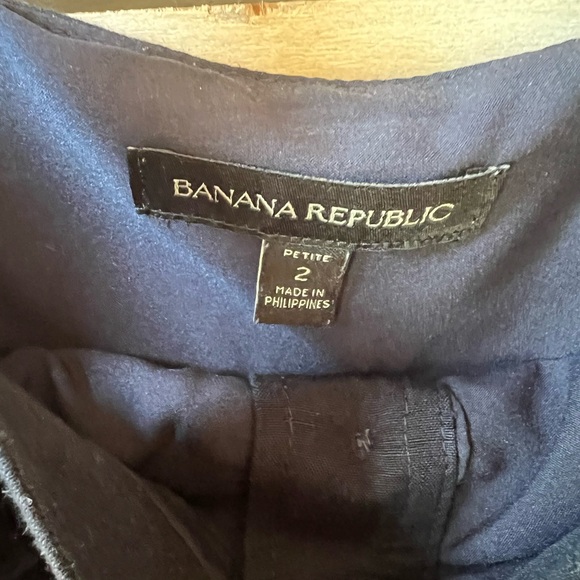 BANANA REPUBLIC
PETITE
2
MADE IN
PHILIPPINES